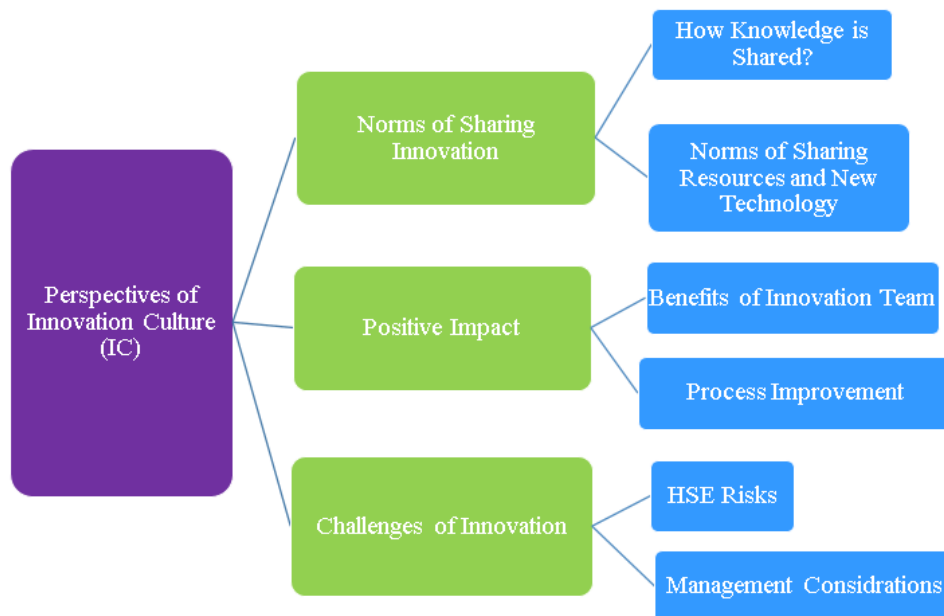 Perspectives of
Innovation Culture
(IC)
Norms of Sharing
Innovation
How Knowledge is
Shared?
Norms of Sharing
Resources and New
Technology
Positive Impact
Benefits of Innovation Team
Process Improvement
Challenges of Innovation
HSE Risks
Management Considrations